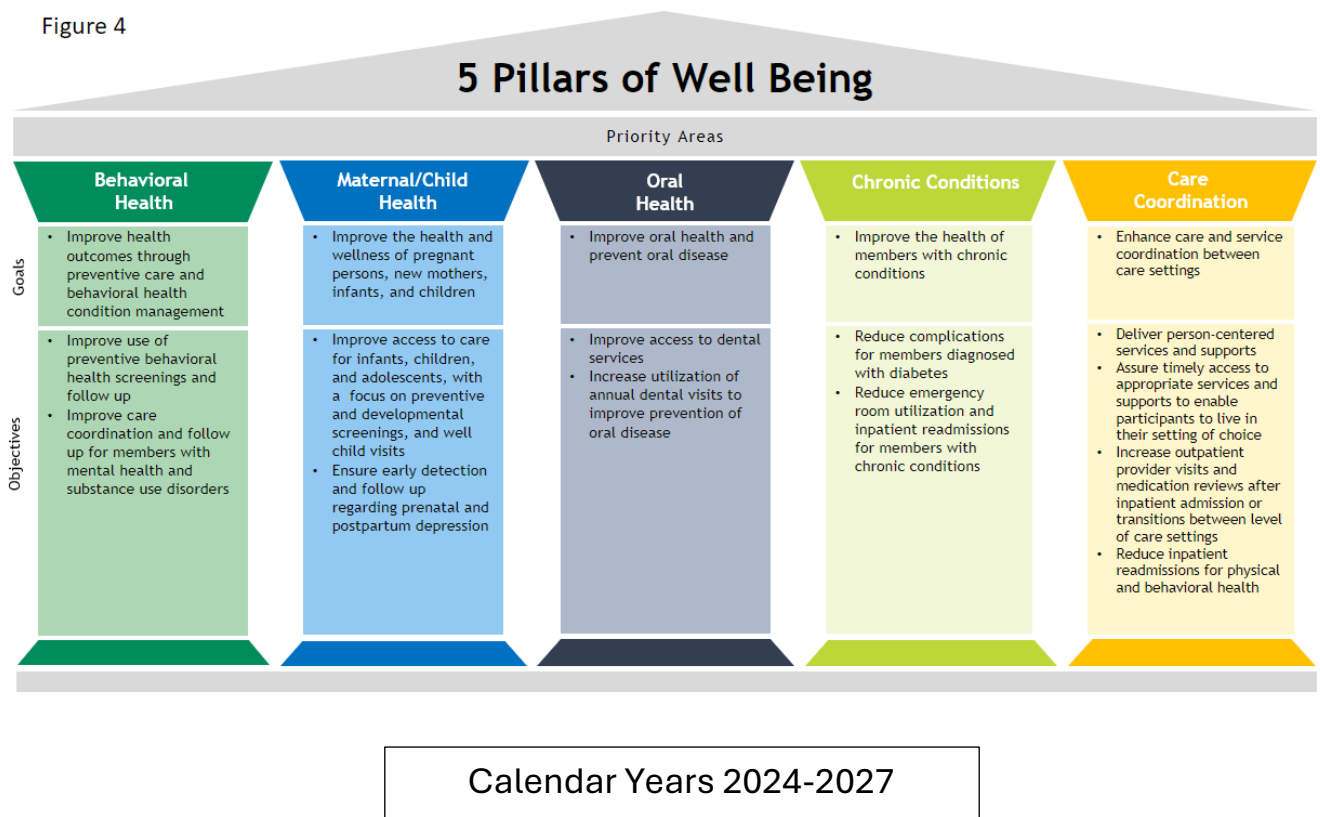 Figure 4
5 Pillars of Well Being
Priority Areas
Behavioral
Health
Maternal/Child
Health
Oral
Health
Chronic Conditions
Care
Coordination
Goals
• Improve health
outcomes through
preventive care and
behavioral health
condition management
• Improve the health and
wellness of pregnant
persons, new mothers,
infants, and children
• Improve oral health and
prevent oral disease
• Improve the health of
members with chronic
conditions
• Enhance care and service
coordination between
care settings
Objectives
• Improve use of
preventive behavioral
health screenings and
follow up
• Improve care
coordination and follow
up for members with
mental health and
substance use disorders
• Improve access to care
for infants, children,
and adolescents, with
a focus on preventive
and developmental
screenings, and well
child visits
• Ensure early detection
and follow up
regarding prenatal and
postpartum depression
• Improve access to dental
services
• Increase utilization of
annual dental visits to
improve prevention of
oral disease
• Reduce complications
for members diagnosed
with diabetes
• Reduce emergency
room utilization and
inpatient readmissions
for members with
chronic conditions
• Deliver person-centered
services and supports
• Assure timely access to
appropriate services and
supports to enable
participants to live in
their setting of choice
• Increase outpatient
provider visits and
medication reviews after
inpatient admission or
transitions between level
of care settings
• Reduce inpatient
readmissions for physical
and behavioral health
Calendar Years 2024-2027